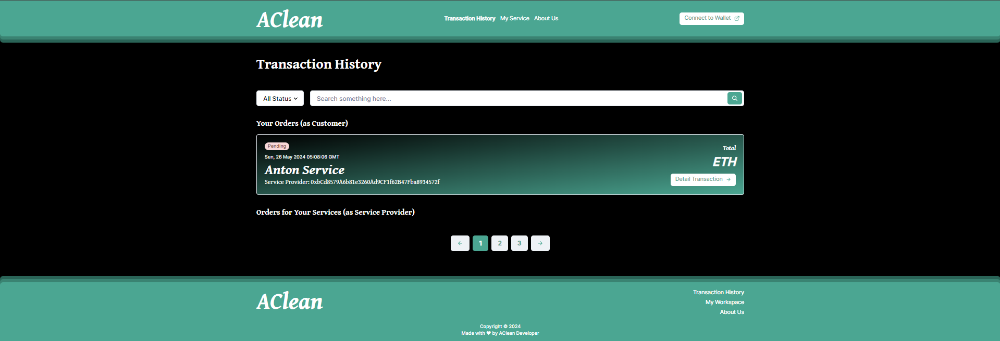 AClean
Transaction History My Service About Us
Connect to Wallet
Transaction History
All Status
Search something here...
Your Orders (as Customer)
Pending
Sun, 26 May 2024 05:08:06 GMT
Anton Service
Service Provider: 0xbCd8579A6b81e3260Ad9CF1f62B47Fba8934572f
Total
ETH
Detail Transaction
Orders for Your Services (as Service Provider)
1 2 3
AClean
Transaction History
My Workspace
About Us
Copyright © 2024
Made with ♥ by AClean Developer